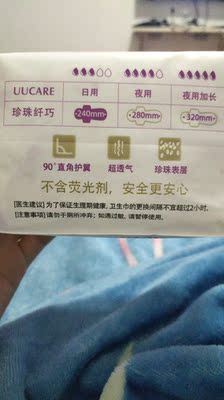 UUCARE 日用 夜用 夜用加长
珍珠纤巧 240mm 280mm 320mm
90°直角护翼 超透气 珍珠表层
不含荧光剂，安全更安心
[医生建议] 为了保证生理期健康，卫生巾的更换间隔不宜超过2小时
[注意事项] 请勿于厕所冲弃；如遇过敏，请暂停使用。